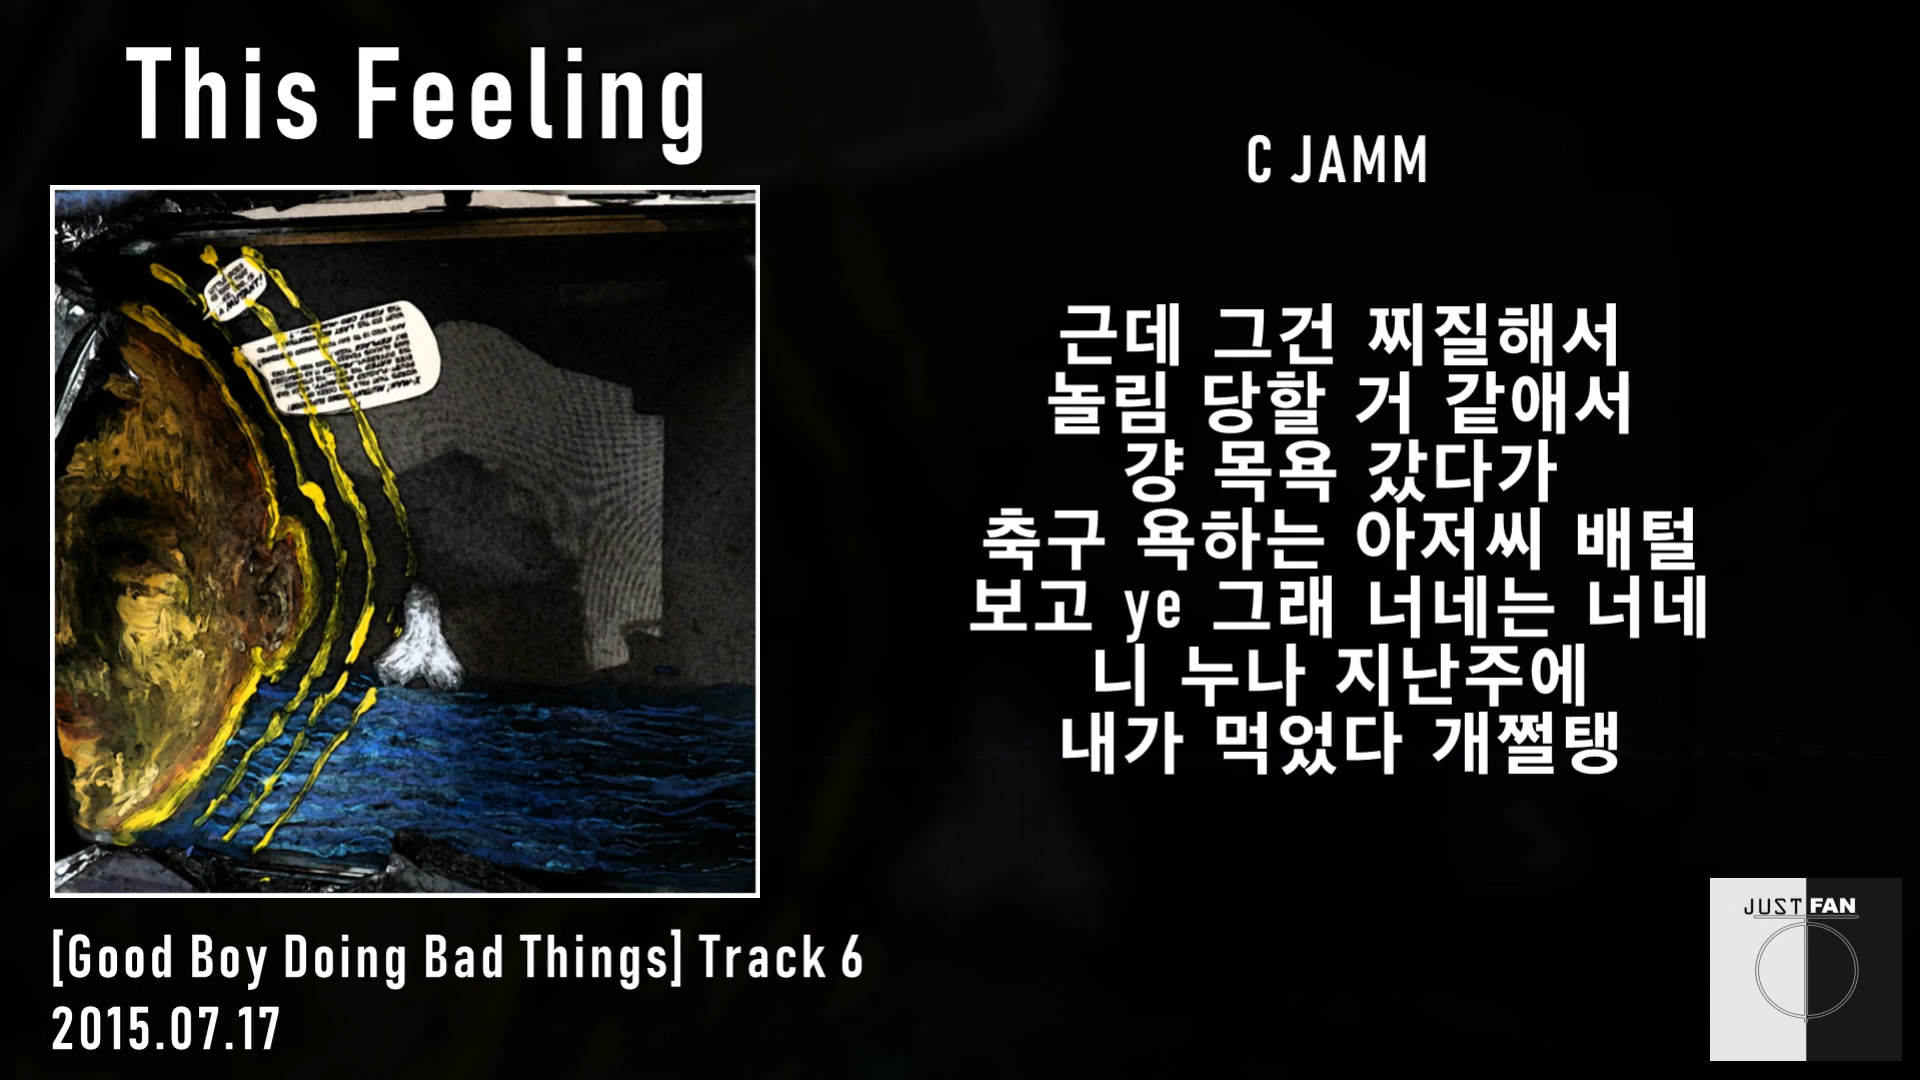 This Feeling
C JAMM
근데 그건 찌질해서
놀림 당할 거 같애서
걍 목욕 갔다가
축구 욕하는 아저씨 배털
보고 ye 그래 너네는 너네
니 누나 지난주에
내가 먹었다 개쩔탱
[Good Boy Doing Bad Things] Track 6
2015.07.17
JUST FAN
MUTANT!